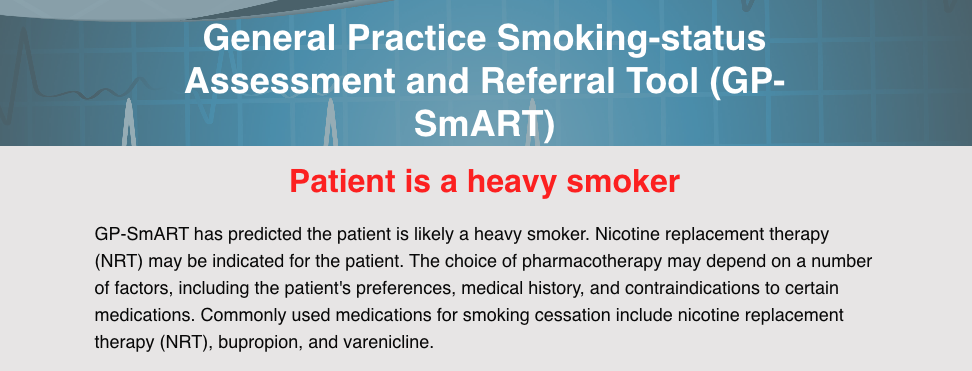 General Practice Smoking-status
Assessment and Referral Tool (GP-
SmART)
Patient is a heavy smoker
GP-SmART has predicted the patient is likely a heavy smoker. Nicotine replacement therapy
(NRT) may be indicated for the patient. The choice of pharmacotherapy may depend on a number
of factors, including the patient's preferences, medical history, and contraindications to certain
medications. Commonly used medications for smoking cessation include nicotine replacement
therapy (NRT), bupropion, and varenicline.